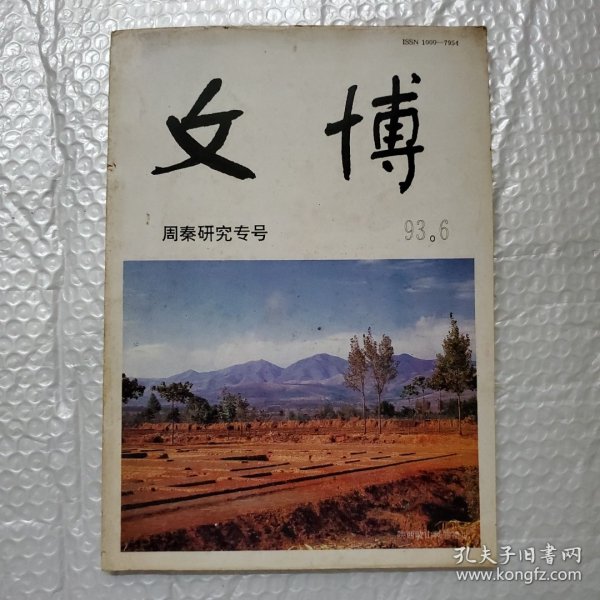 ISSN 1000—7954
文博
周秦研究专号
93.6
孔夫子旧书网
www.kongfz.com